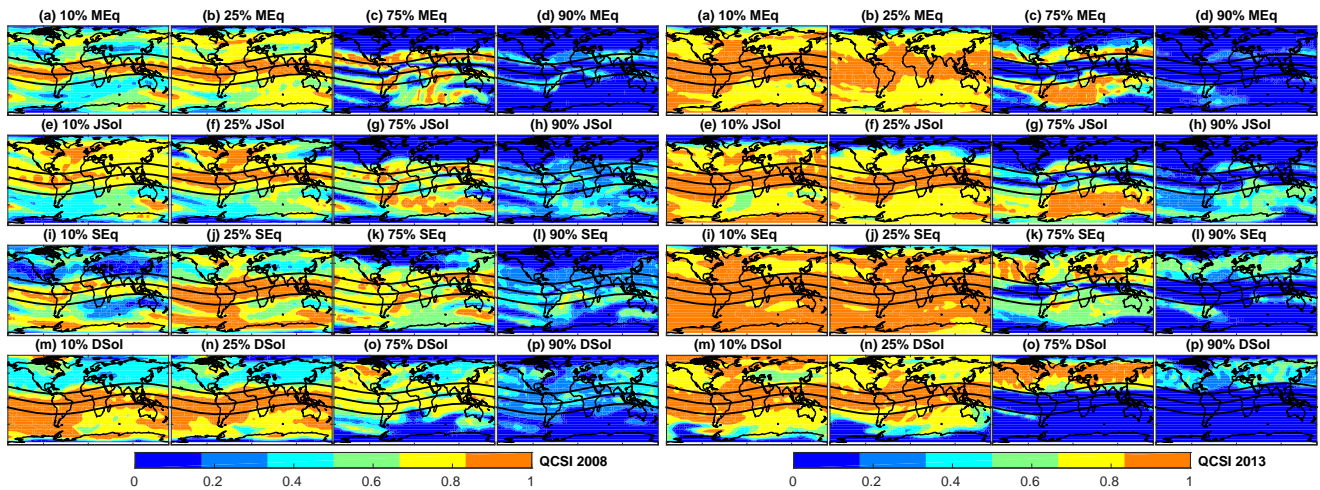 (a) 10% MEq (b) 25% MEq (c) 75% MEq (d) 90% MEq (a) 10% MEq (b) 25% MEq (c) 75% MEq (d) 90% MEq
(e) 10% JSol (f) 25% JSol (g) 75% JSol (h) 90% JSol (e) 10% JSol (f) 25% JSol (g) 75% JSol (h) 90% JSol
(i) 10% SEq (j) 25% SEq (k) 75% SEq (l) 90% SEq (i) 10% SEq (j) 25% SEq (k) 75% SEq (l) 90% SEq
(m) 10% DSol (n) 25% DSol (o) 75% DSol (p) 90% DSol (m) 10% DSol (n) 25% DSol (o) 75% DSol (p) 90% DSol
QCSI 2008 QCSI 2013
0 0.2 0.4 0.6 0.8 1 0 0.2 0.4 0.6 0.8 1